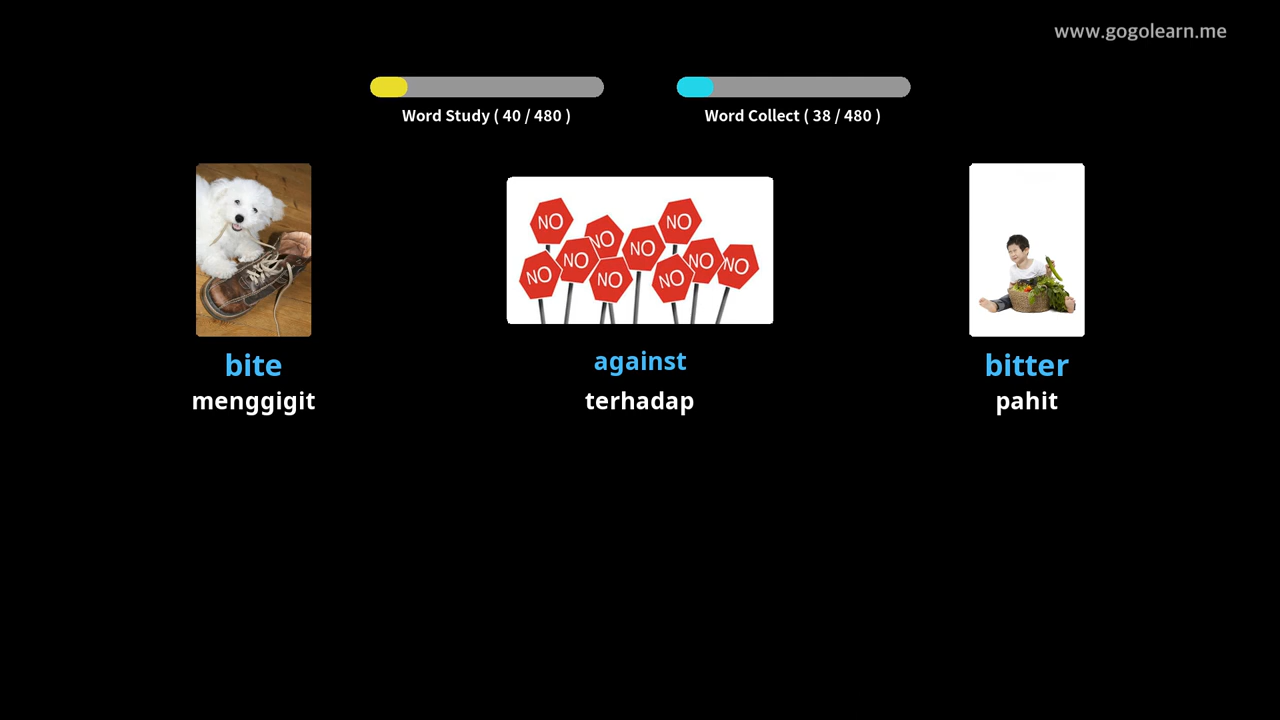 www.gogolearn.me
Word Study ( 40 / 480 )
Word Collect ( 38 / 480 )
NO
NO
NO
NO
NO
NO
NO
NO
NO
NO
bite
menggigit
against
terhadap
bitter
pahit